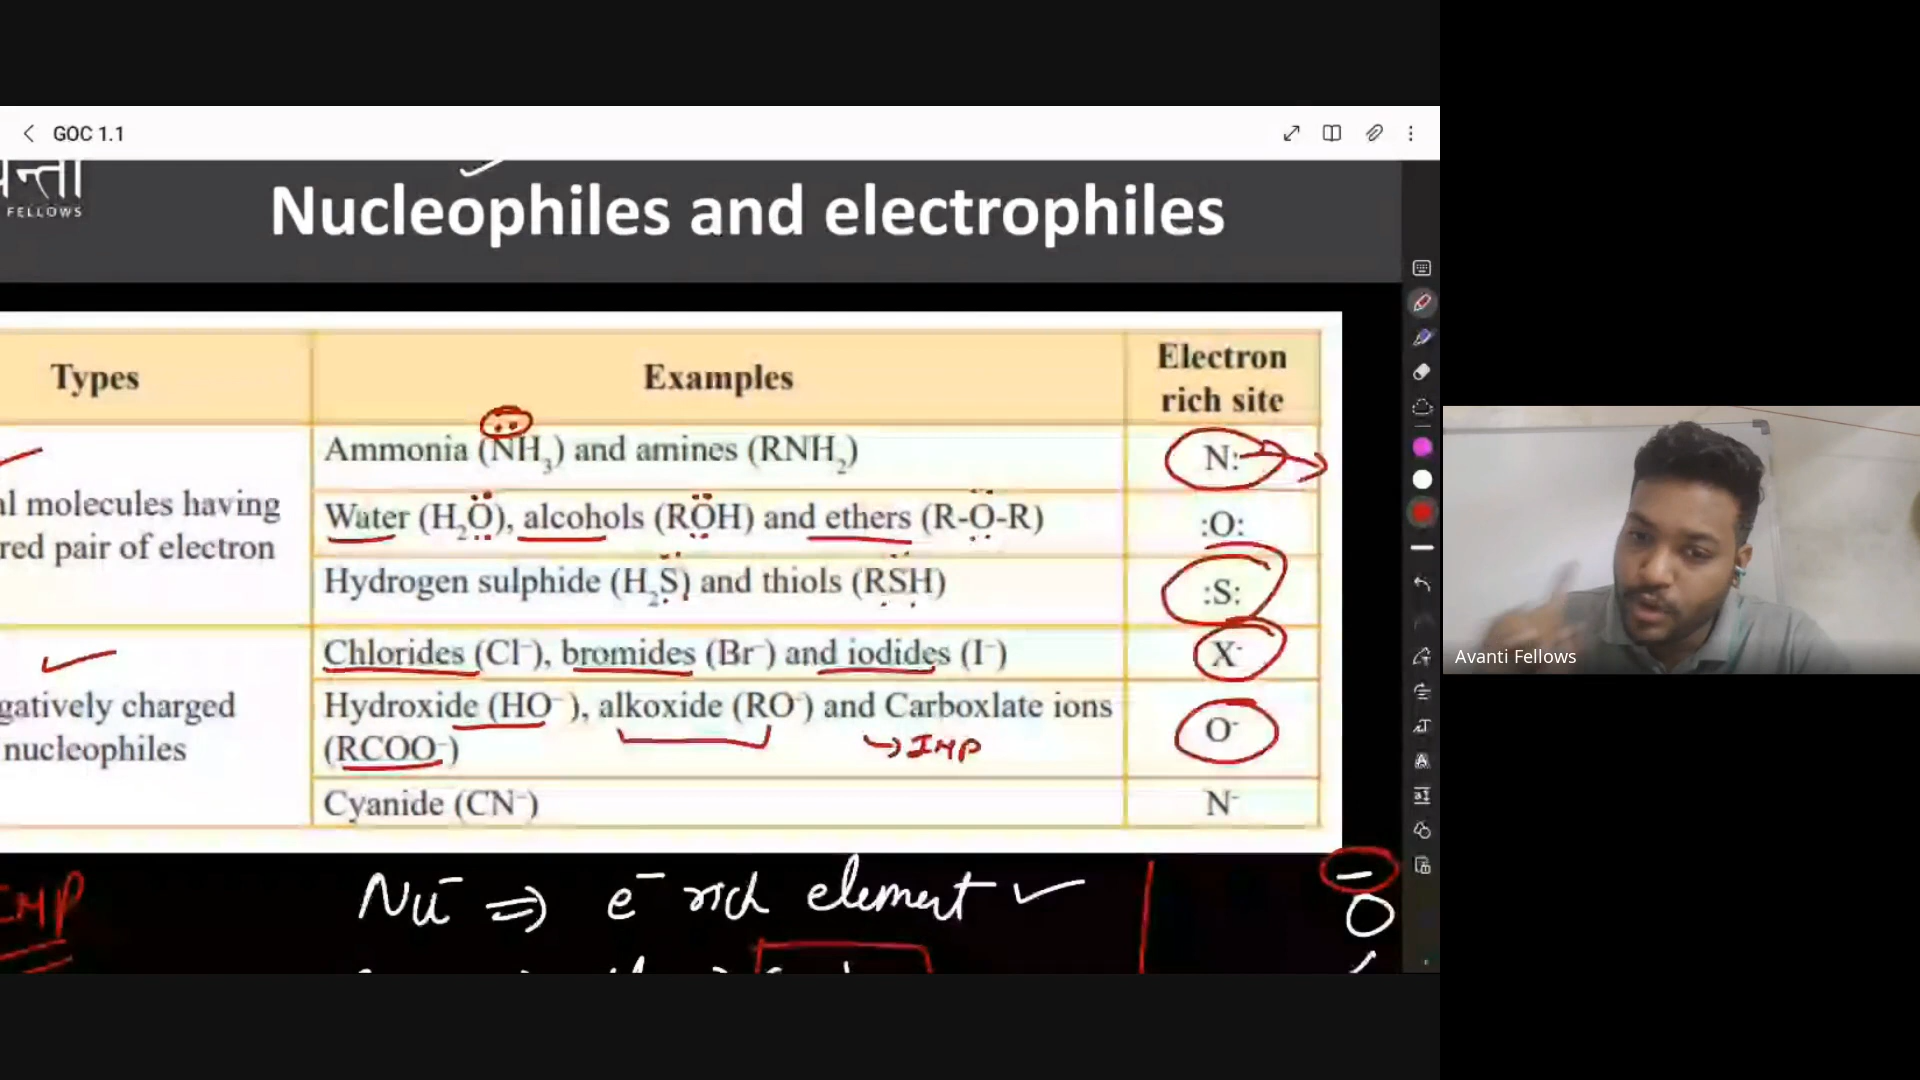 GOC 1.1
न्ती
FELLOWS
Nucleophiles and electrophiles
Types
Examples
Electron
rich site
al molecules having
red pair of electron
Ammonia (NH₃) and amines (RNH₂)
N:
Water (H₂O), alcohols (ROH) and ethers (R-O-R)
:O:
Hydrogen sulphide (H₂S) and thiols (RSH)
:S:
gatively charged
nucleophiles
Chlorides (Cl⁻), bromides (Br⁻) and iodides (I⁻)
X⁻
Hydroxide (HO⁻), alkoxide (RO⁻) and Carboxlate ions
(RCOO⁻)
O⁻
→ IMP
Cyanide (CN⁻)
N⁻
IMP
Nu⁻ ⇒ e⁻ rich element
O
Avanti Fellows